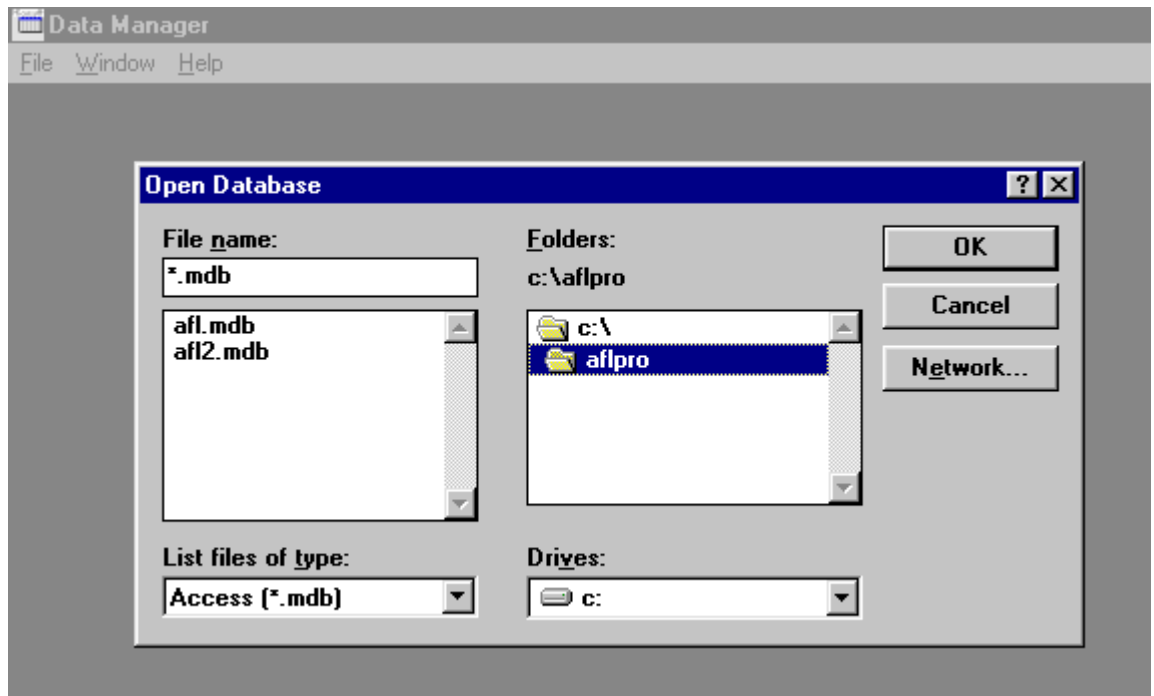 Data Manager
File Window Help
Open Database
File name:
*.mdb
afl.mdb
afl2.mdb
List files of type:
Access (*.mdb)
Folders:
c:\aflpro
c:\
aflpro
Drives:
c:
OK
Cancel
Network...